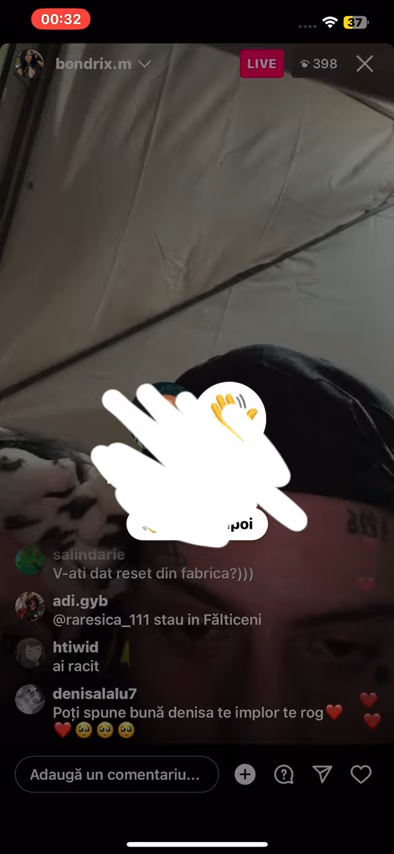 00:32
37
bondrix.m
LIVE
398
salindarie
V-ati dat reset din fabrica?)))
adi.gyb
@raresica_111 stau in Fălticeni
htiwid
ai racit
denisalalu7
Poți spune bună denisa te implor te rog❤️
❤️🥺🥺🥺
Adaugă un comentariu...